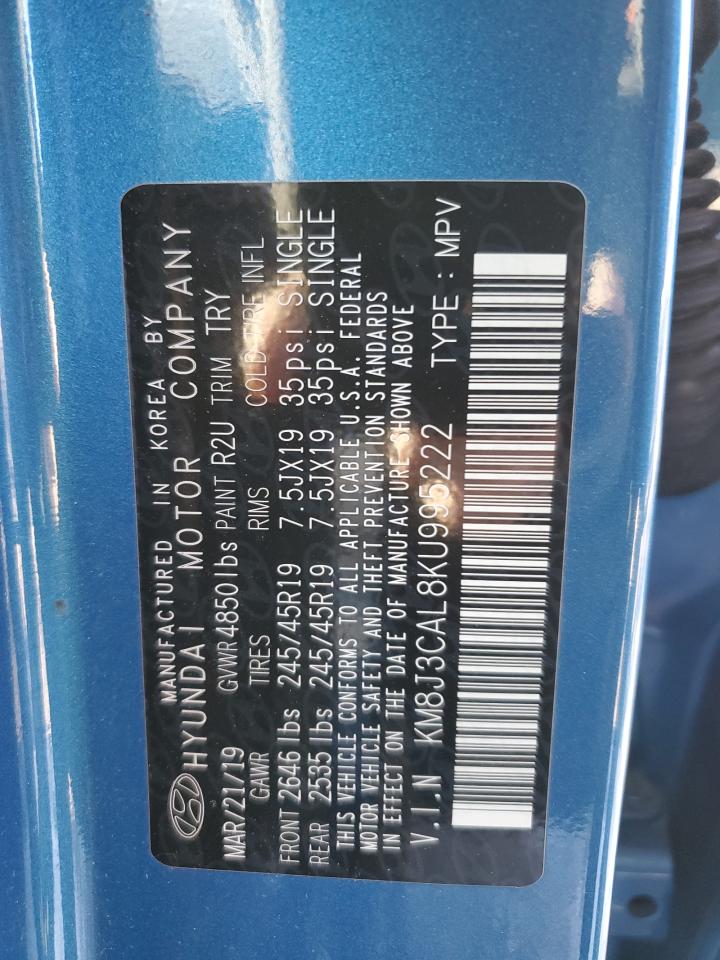 MANUFACTURED IN KOREA BY
HYUNDAI MOTOR COMPANY
MAR/21/19 GVWR 4850lbs PAINT R2U TRIM TRY
GAWR TIRES RIMS COLD TIRE INFL
FRONT 2646 lbs 245/45R19 7.5JX19 35psi SINGLE
REAR 2535 lbs 245/45R19 7.5JX19 35psi SINGLE
THIS VEHICLE CONFORMS TO ALL APPLICABLE U.S.A. FEDERAL
MOTOR VEHICLE SAFETY AND THEFT PREVENTION STANDARDS
IN EFFECT ON THE DATE OF MANUFACTURE SHOWN ABOVE
V.I.N KM8J3CAL8KU995222 TYPE : MPV